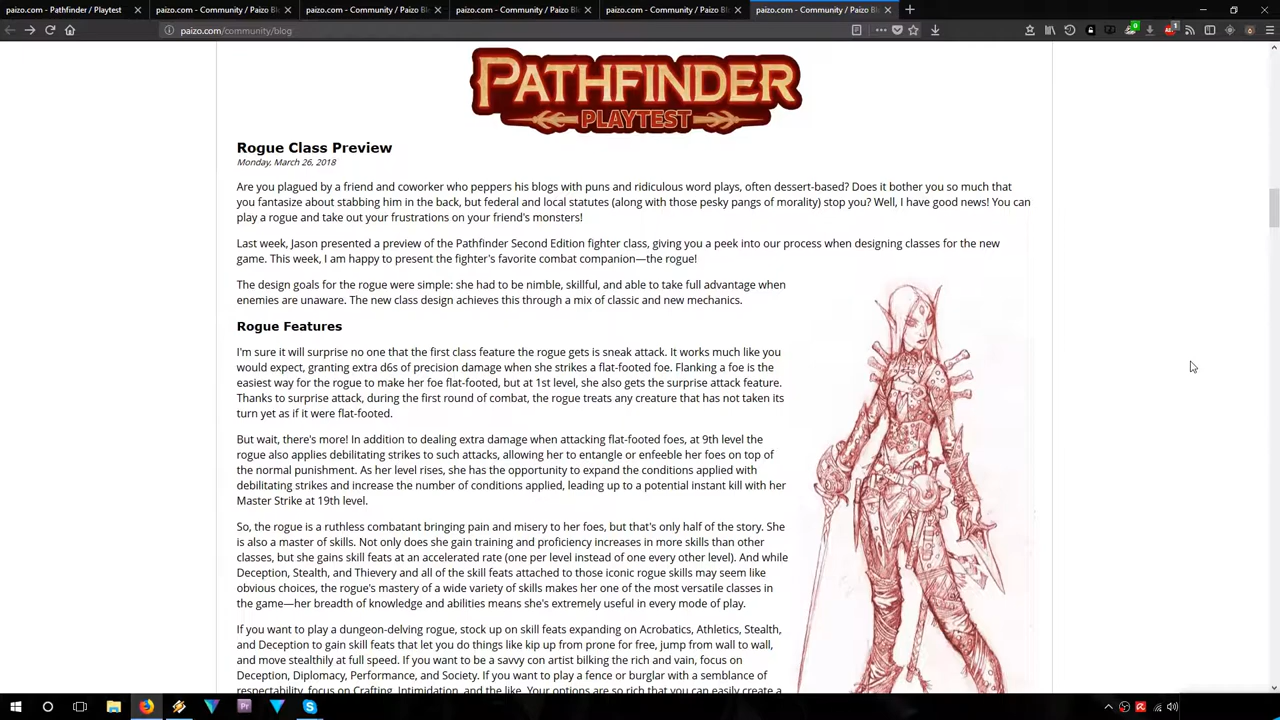 paizo.com - Pathfinder / Playtest
paizo.com - Community / Paizo Bl
paizo.com - Community / Paizo Bl
paizo.com - Community / Paizo Bl
paizo.com - Community / Paizo Bl
paizo.com - Community / Paizo Bl
paizo.com/community/blog
PATHFINDER
PLAYTEST
Rogue Class Preview
Monday, March 26, 2018
Are you plagued by a friend and coworker who peppers his blogs with puns and ridiculous word plays, often dessert-based? Does it bother you so much that
you fantasize about stabbing him in the back, but federal and local statutes (along with those pesky pangs of morality) stop you? Well, I have good news! You can
play a rogue and take out your frustrations on your friend's monsters!
Last week, Jason presented a preview of the Pathfinder Second Edition fighter class, giving you a peek into our process when designing classes for the new
game. This week, I am happy to present the fighter's favorite combat companion—the rogue!
The design goals for the rogue were simple: she had to be nimble, skillful, and able to take full advantage when
enemies are unaware. The new class design achieves this through a mix of classic and new mechanics.
Rogue Features
I'm sure it will surprise no one that the first class feature the rogue gets is sneak attack. It works much like you
would expect, granting extra d6s of precision damage when she strikes a flat-footed foe. Flanking a foe is the
easiest way for the rogue to make her foe flat-footed, but at 1st level, she also gets the surprise attack feature.
Thanks to surprise attack, during the first round of combat, the rogue treats any creature that has not taken its
turn yet as if it were flat-footed.
But wait, there's more! In addition to dealing extra damage when attacking flat-footed foes, at 9th level the
rogue also applies debilitating strikes to such attacks, allowing her to entangle or enfeeble her foes on top of
the normal punishment. As her level rises, she has the opportunity to expand the conditions applied with
debilitating strikes and increase the number of conditions applied, leading up to a potential instant kill with her
Master Strike at 19th level.
So, the rogue is a ruthless combatant bringing pain and misery to her foes, but that's only half of the story. She
is also a master of skills. Not only does she gain training and proficiency increases in more skills than other
classes, but she gains skill feats at an accelerated rate (one per level instead of one every other level). And while
Deception, Stealth, and Thievery and all of the skill feats attached to those iconic rogue skills may seem like
obvious choices, the rogue's mastery of a wide variety of skills makes her one of the most versatile classes in
the game—her breadth of knowledge and abilities means she's extremely useful in every mode of play.
If you want to play a dungeon-delving rogue, stock up on skill feats expanding on Acrobatics, Athletics, Stealth,
and Deception to gain skill feats that let you do things like kip up from prone for free, jump from wall to wall,
and move stealthily at full speed. If you want to be a savvy con artist bilking the rich and vain, focus on
Deception, Diplomacy, Performance, and Society. If you want to play a fence or burglar with a semblance of
respectability, focus on Crafting, Intimidation, and the like. Your options are so rich that you can easily create a